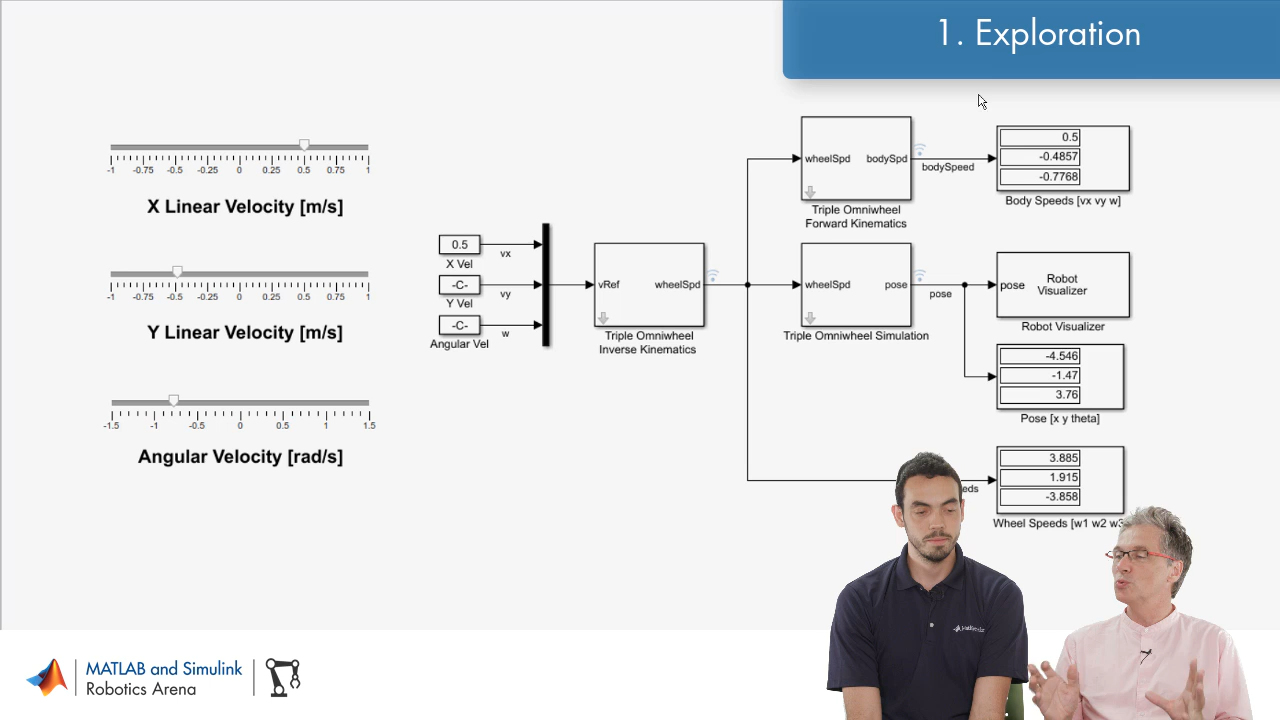 1. Exploration
-1 -0.75 -0.5 -0.25 0 0.25 0.5 0.75 1
X Linear Velocity [m/s]
-1 -0.75 -0.5 -0.25 0 0.25 0.5 0.75 1
Y Linear Velocity [m/s]
-1.5 -1 -0.5 0 0.5 1 1.5
Angular Velocity [rad/s]
0.5
vx
X Vel
-C-
vy
Y Vel
-C-
w
Angular Vel
vRef wheelSpd
Triple Omniwheel
Inverse Kinematics
wheelSpd bodySpd
bodySpeed
Triple Omniwheel
Forward Kinematics
0.5
-0.4857
-0.7768
Body Speeds [vx vy w]
wheelSpd pose
pose
Triple Omniwheel Simulation
pose
Robot
Visualizer
Robot Visualizer
-4.546
-1.47
3.76
Pose [x y theta]
eds
3.885
1.915
-3.858
Wheel Speeds [w1 w2 w3
MathWorks
MATLAB and Simulink
Robotics Arena